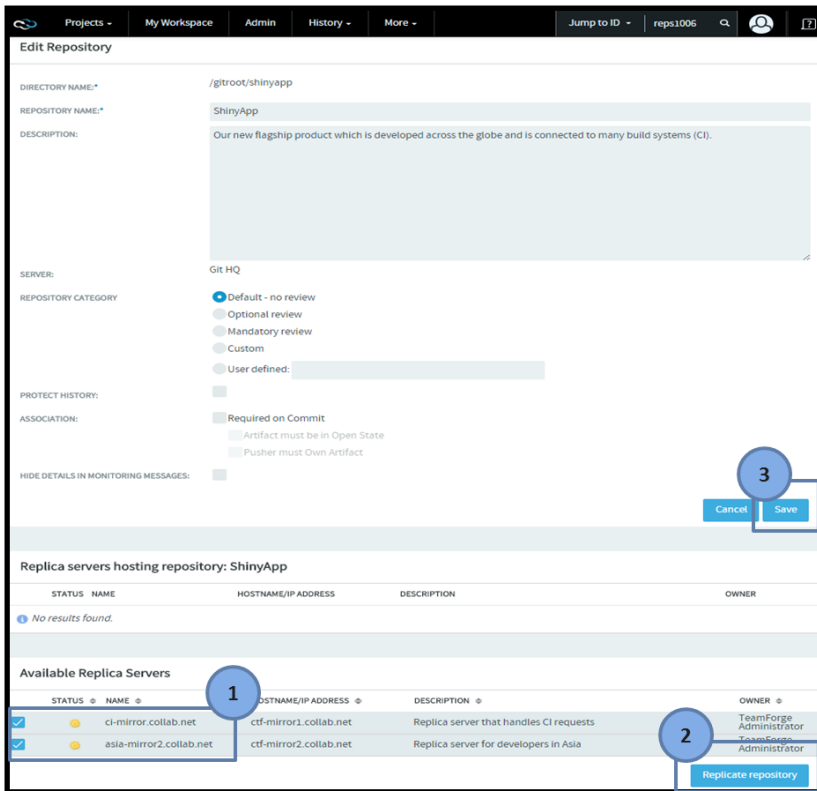 Projects My Workspace Admin History More Jump to ID reps1006
Edit Repository
DIRECTORY NAME:* /gitroot/shinyapp
REPOSITORY NAME:* ShinyApp
DESCRIPTION: Our new flagship product which is developed across the globe and is connected to many build systems (CI).
SERVER: Git HQ
REPOSITORY CATEGORY Default - no review
Optional review
Mandatory review
Custom
User defined:
PROTECT HISTORY:
ASSOCIATION: Required on Commit
Artifact must be in Open State
Pusher must Own Artifact
HIDE DETAILS IN MONITORING MESSAGES:
3
Cancel Save
Replica servers hosting repository: ShinyApp
STATUS NAME HOSTNAME/IP ADDRESS DESCRIPTION OWNER
No results found.
Available Replica Servers
1
STATUS NAME HOSTNAME/IP ADDRESS DESCRIPTION OWNER
ci-mirror.collab.net ctf-mirror1.collab.net Replica server that handles CI requests TeamForge Administrator
asia-mirror2.collab.net ctf-mirror2.collab.net Replica server for developers in Asia TeamForge Administrator
2
Replicate repository